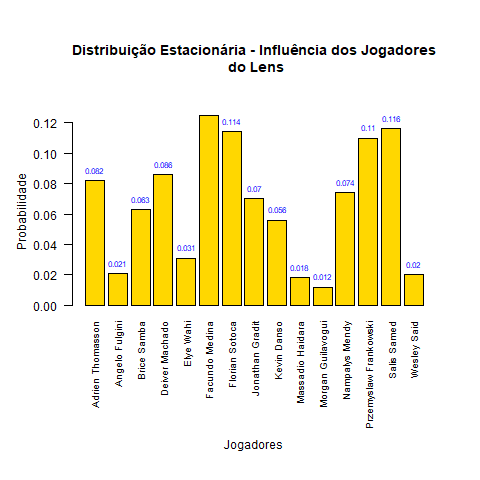 Distribuição Estacionária - Influência dos Jogadores
do Lens
Probabilidade
0.12
0.10
0.08
0.06
0.04
0.02
0.00
0.082
0.021
0.063
0.086
0.031
0.114
0.07
0.056
0.018
0.012
0.074
0.11
0.116
0.02
Adrien Thomasson
Angelo Fulgini
Brice Samba
Deiver Machado
Elye Wahi
Facundo Medina
Florian Sotoca
Jonathan Gradit
Kevin Danso
Massadio Haidara
Morgan Guilavogui
Nampalys Mendy
Przemyslaw Frankowski
Salis Samed
Wesley Said
Jogadores